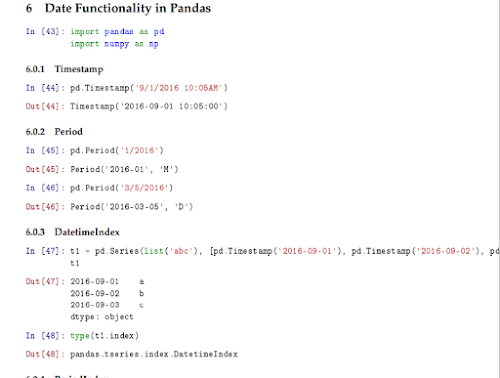 6 Date Functionality in Pandas
In [43]: import pandas as pd
import numpy as np
6.0.1 Timestamp
In [44]: pd.Timestamp('9/1/2016 10:05AM')
Out[44]: Timestamp('2016-09-01 10:05:00')
6.0.2 Period
In [45]: pd.Period('1/2016')
Out[45]: Period('2016-01', 'M')
In [46]: pd.Period('3/5/2016')
Out[46]: Period('2016-03-05', 'D')
6.0.3 DatetimeIndex
In [47]: t1 = pd.Series(list('abc'), [pd.Timestamp('2016-09-01'), pd.Timestamp('2016-09-02'), pd
t1
Out[47]: 2016-09-01 a
2016-09-02 b
2016-09-03 c
dtype: object
In [48]: type(t1.index)
Out[48]: pandas.tseries.index.DatetimeIndex